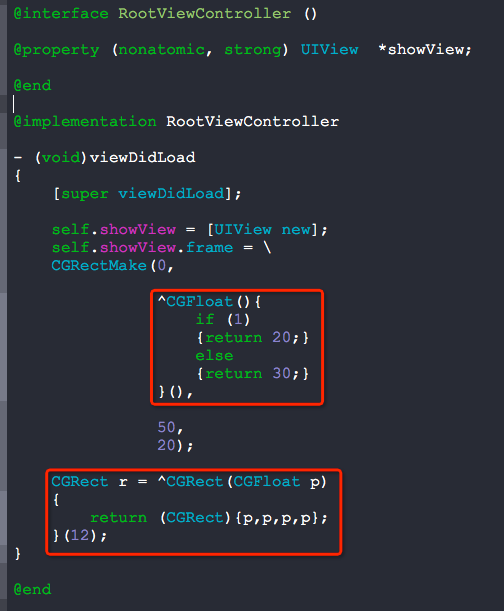 @interface RootViewController ()
@property (nonatomic, strong) UIView  *showView;
@end
@implementation RootViewController
- (void)viewDidLoad
{
    [super viewDidLoad];
    self.showView = [UIView new];
    self.showView.frame = \
    CGRectMake(0,
               ^CGFloat(){
                   if (1)
                   {return 20;}
                   else
                   {return 30;}
               }(),
               50,
               20);
    CGRect r = ^CGRect(CGFloat p)
    {
        return (CGRect){p,p,p,p};
    }(12);
}
@end